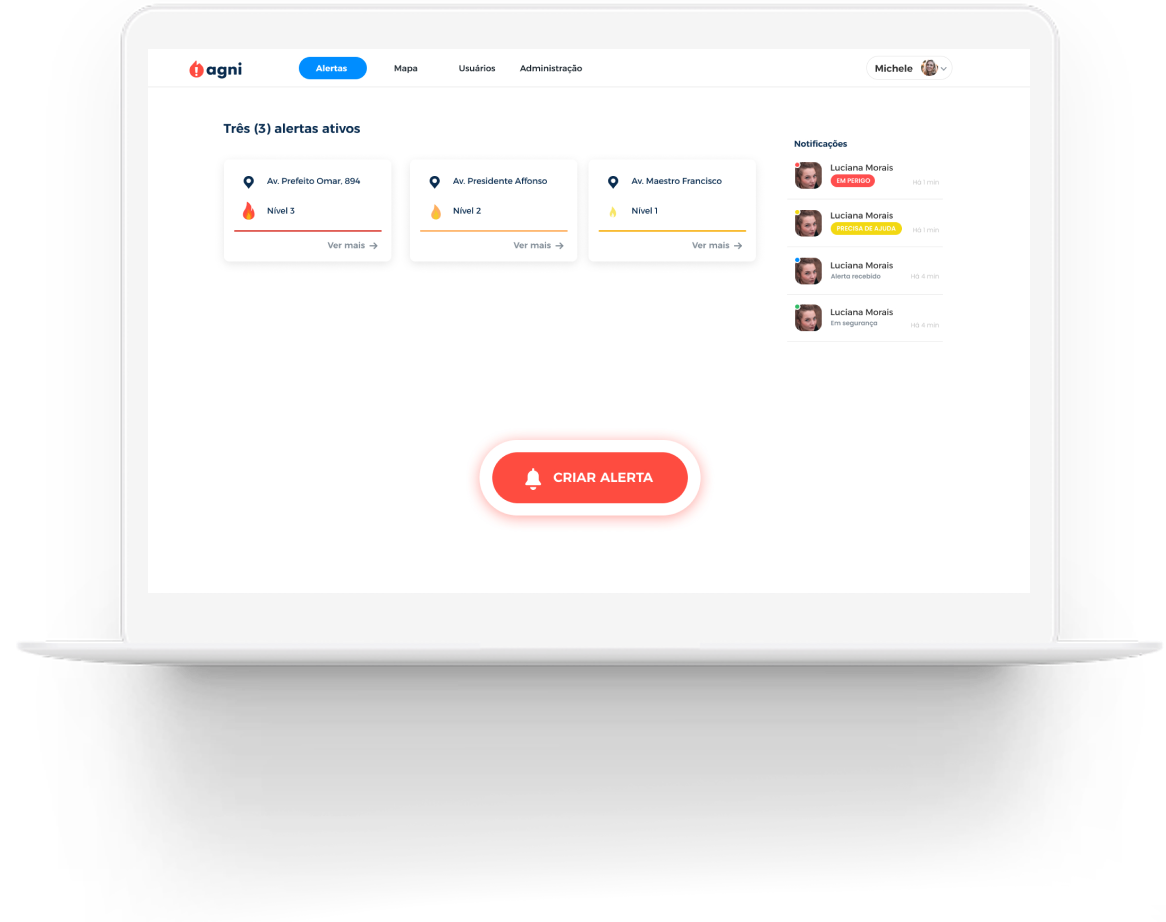 agni
Alertas
Mapa
Usuários
Administração
Michele
Três (3) alertas ativos
Av. Prefeito Omar, 894
Nível 3
Ver mais
Av. Presidente Affonso
Nível 2
Ver mais
Av. Maestro Francisco
Nível 1
Ver mais
Notificações
Luciana Morais
EM PERIGO
Há 1 min
Luciana Morais
PRECISA DE AJUDA
Há 1 min
Luciana Morais
Alerta recebido
Há 4 min
Luciana Morais
Em segurança
Há 4 min
CRIAR ALERTA